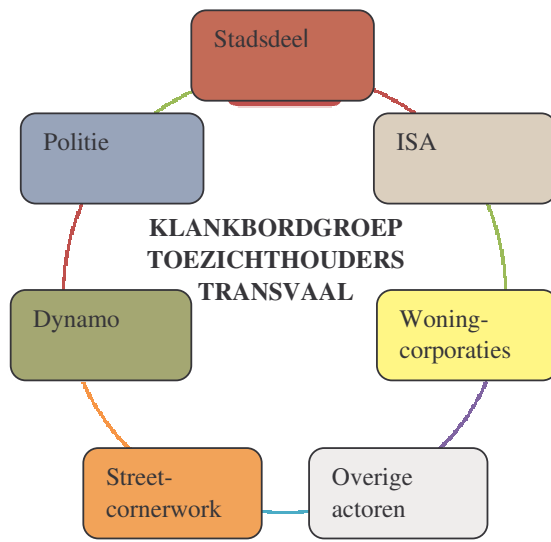 Stadsdeel
Politie
ISA
KLANKBORDGROEP
TOEZICHTHOUDERS
TRANSVAAL
Dynamo
Woning-
corporaties
Street-
cornerwork
Overige
actoren